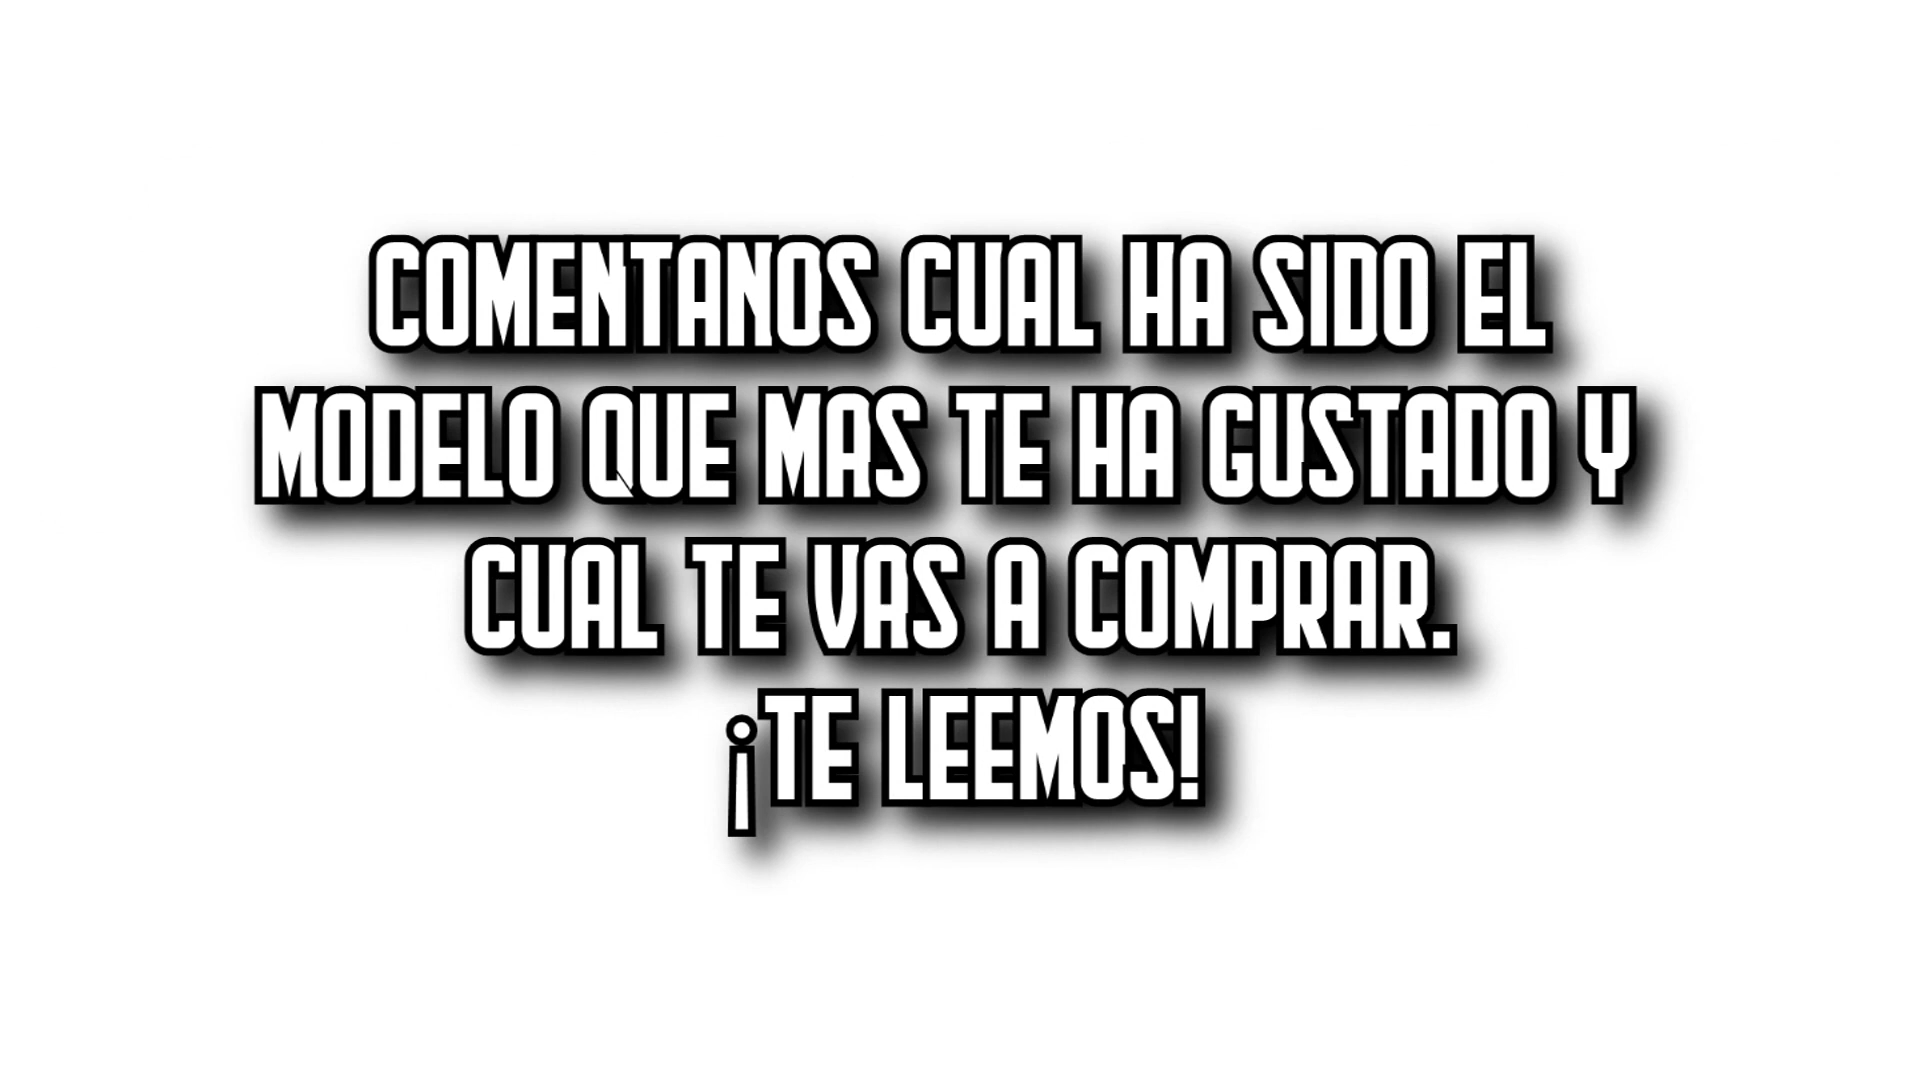 COMENTANOS CUAL HA SIDO EL
MODELO QUE MAS TE HA GUSTADO Y
CUAL TE VAS A COMPRAR.
¡TE LEEMOS!